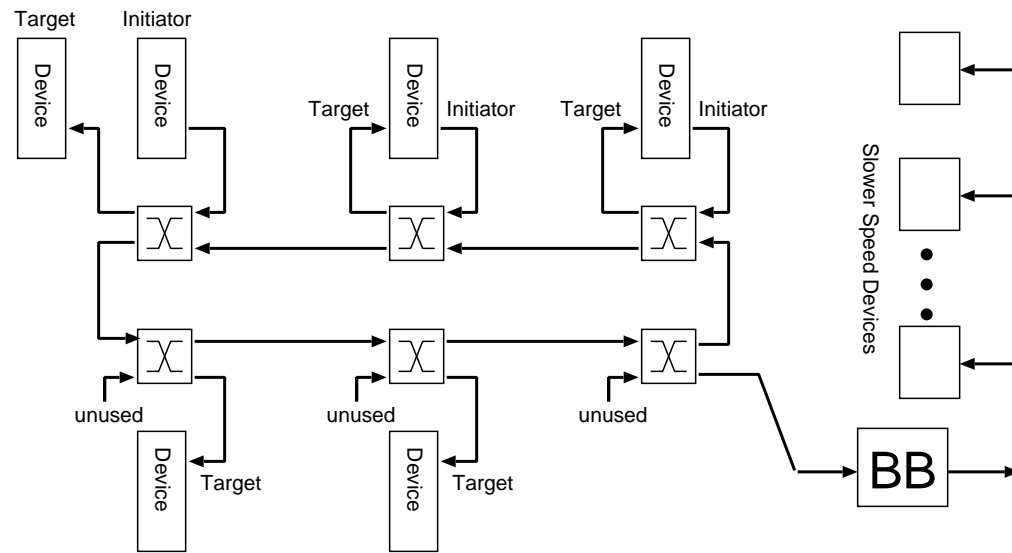 Target
Initiator
Device
Device
Target
Device
Initiator
Target
Device
Initiator
Slower Speed Devices
unused
unused
unused
Device
Target
Device
Target
BB